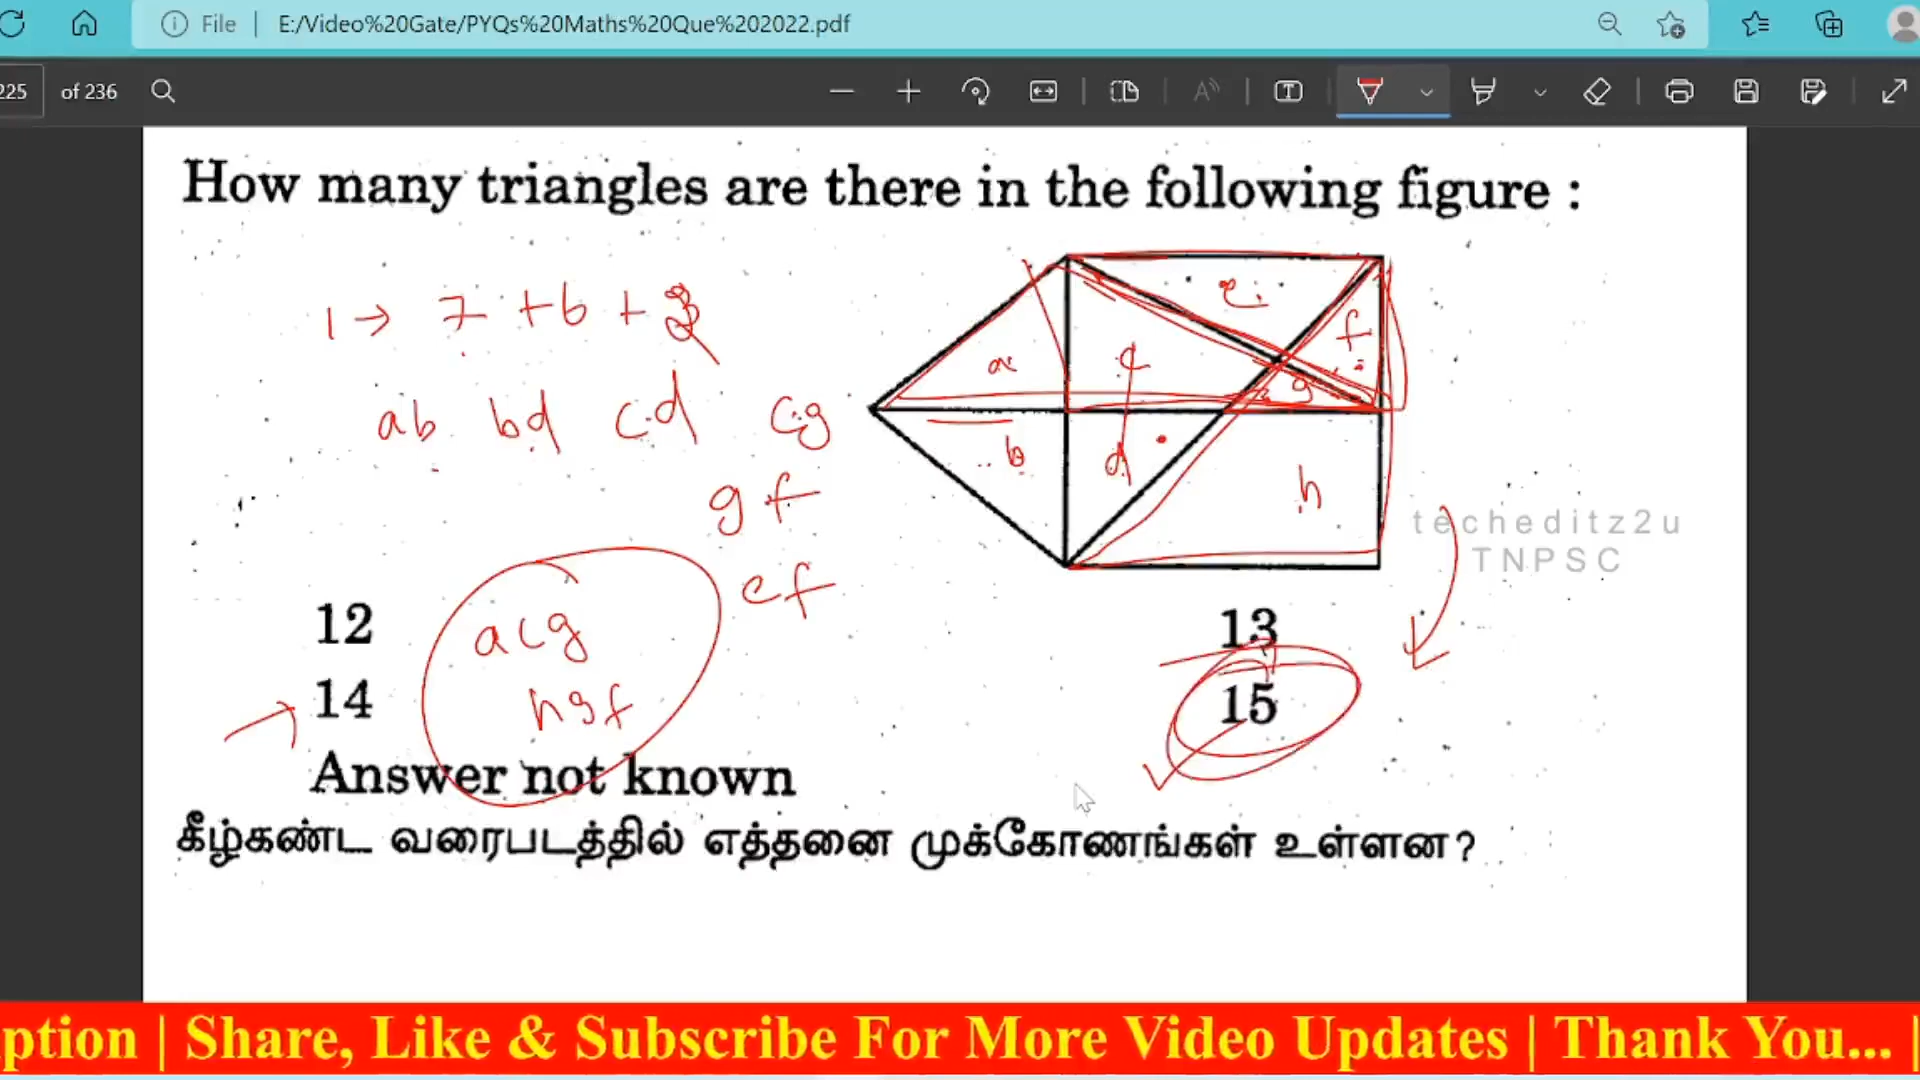 File | E:/Video%20Gate/PYQs%20Maths%20Que%202022.pdf
225 of 236
How many triangles are there in the following figure :
1 → 7 + 6 + 2
ab bd cd cg
gf
ef
a b c d e f g h
techeditz2u
TNPSC
12 13
acg
14 15
hgf
Answer not known
கீழ்கண்ட வரைபடத்தில் எத்தனை முக்கோணங்கள் உள்ளன?
ption | Share, Like & Subscribe For More Video Updates | Thank You... |